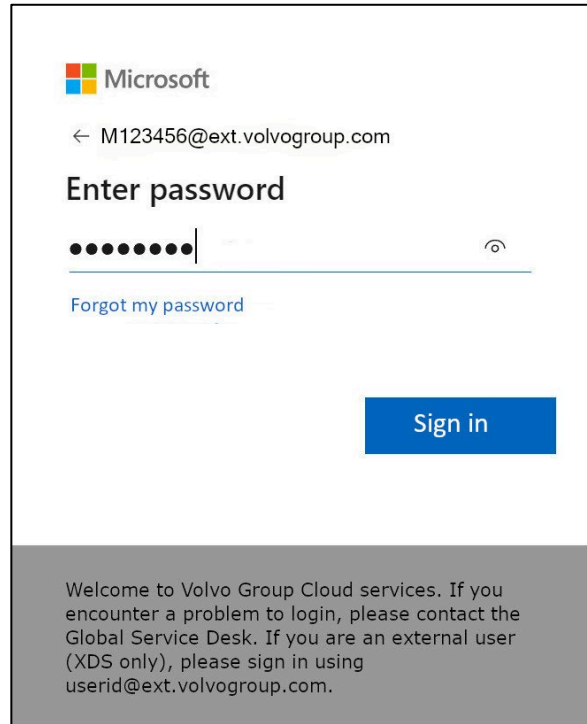 Microsoft
← M123456@ext.volvogroup.com
Enter password
●●●●●●●●
Forgot my password
Sign in
Welcome to Volvo Group Cloud services. If you
encounter a problem to login, please contact the
Global Service Desk. If you are an external user
(XDS only), please sign in using
userid@ext.volvogroup.com.